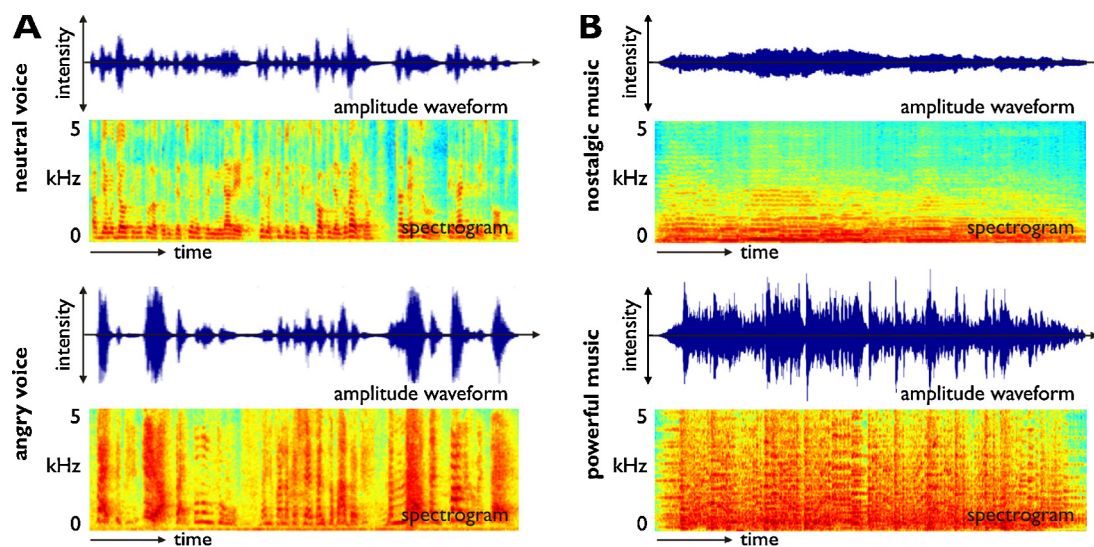 A
neutral voice
intensity
amplitude waveform
5
kHz
0
spectrogram
time
angry voice
intensity
amplitude waveform
5
kHz
0
spectrogram
time
B
nostalgic music
intensity
amplitude waveform
5
kHz
0
spectrogram
time
powerful music
intensity
amplitude waveform
5
kHz
0
spectrogram
time